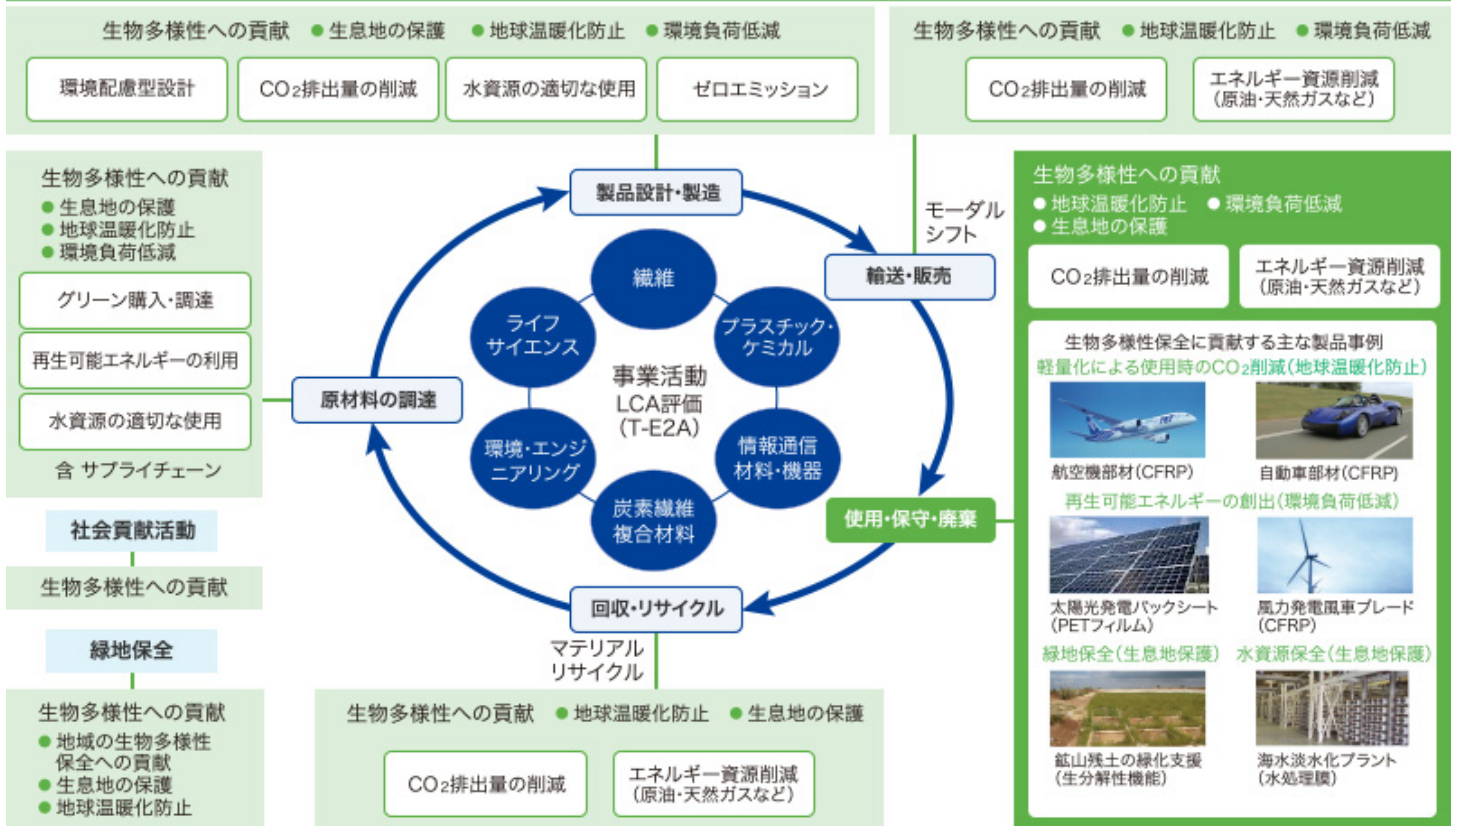 生物多様性への貢献 ●生息地の保護 ●地球温暖化防止 ●環境負荷低減
環境配慮型設計
CO2排出量の削減
水資源の適切な使用
ゼロエミッション
生物多様性への貢献 ●地球温暖化防止 ●環境負荷低減
CO2排出量の削減
エネルギー資源削減
(原油・天然ガスなど)
生物多様性への貢献
●生息地の保護
●地球温暖化防止
●環境負荷低減
グリーン購入・調達
再生可能エネルギーの利用
水資源の適切な使用
含 サプライチェーン
社会貢献活動
生物多様性への貢献
緑地保全
生物多様性への貢献
●地域の生物多様性
保全への貢献
●生息地の保護
●地球温暖化防止
製品設計・製造
モーダル
シフト
輸送・販売
原材料の調達
使用・保守・廃棄
回収・リサイクル
マテリアル
リサイクル
繊維
プラスチック・
ケミカル
情報通信
材料・機器
炭素繊維
複合材料
環境・エンジ
ニアリング
ライフ
サイエンス
事業活動
LCA評価
(T-E2A)
生物多様性への貢献 ●地球温暖化防止 ●生息地の保護
CO2排出量の削減
エネルギー資源削減
(原油・天然ガスなど)
生物多様性への貢献
●地球温暖化防止 ●環境負荷低減
●生息地の保護
CO2排出量の削減
エネルギー資源削減
(原油・天然ガスなど)
生物多様性保全に貢献する主な製品事例
軽量化による使用時のCO2削減(地球温暖化防止)
航空機部材(CFRP)
自動車部材(CFRP)
再生可能エネルギーの創出(環境負荷低減)
太陽光発電バックシート
(PETフィルム)
風力発電風車ブレード
(CFRP)
緑地保全(生息地保護)
水資源保全(生息地保護)
鉱山残土の緑化支援
(生分解性機能)
海水淡水化プラント
(水処理膜)